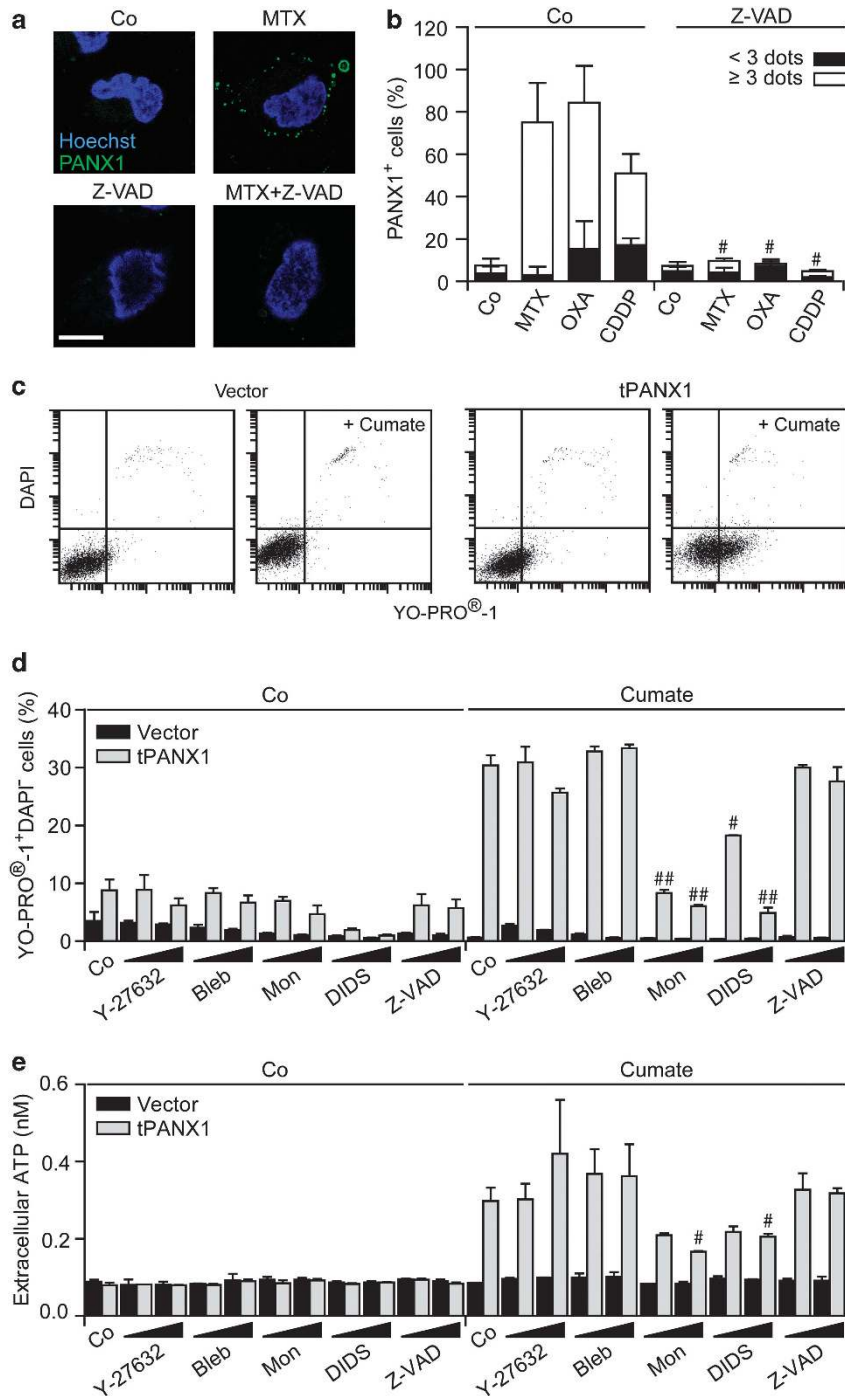 a
Co
MTX
Hoechst
PANX1
Z-VAD
MTX+Z-VAD
b
Co
Z-VAD
< 3 dots
≥ 3 dots
PANX1+ cells (%)
120
100
80
60
40
20
0
#
#
#
Co
MTX
OXA
CDDP
Co
MTX
OXA
CDDP
c
Vector
tPANX1
+ Cumate
+ Cumate
DAPI
YO-PRO®-1
d
Co
Cumate
YO-PRO®-1+DAPI- cells (%)
40
30
20
10
0
Vector
tPANX1
##
##
#
##
Co
Y-27632
Bleb
Mon
DIDS
Z-VAD
Co
Y-27632
Bleb
Mon
DIDS
Z-VAD
e
Co
Cumate
Extracellular ATP (nM)
0.6
0.4
0.2
0.0
Vector
tPANX1
#
#
Co
Y-27632
Bleb
Mon
DIDS
Z-VAD
Co
Y-27632
Bleb
Mon
DIDS
Z-VAD